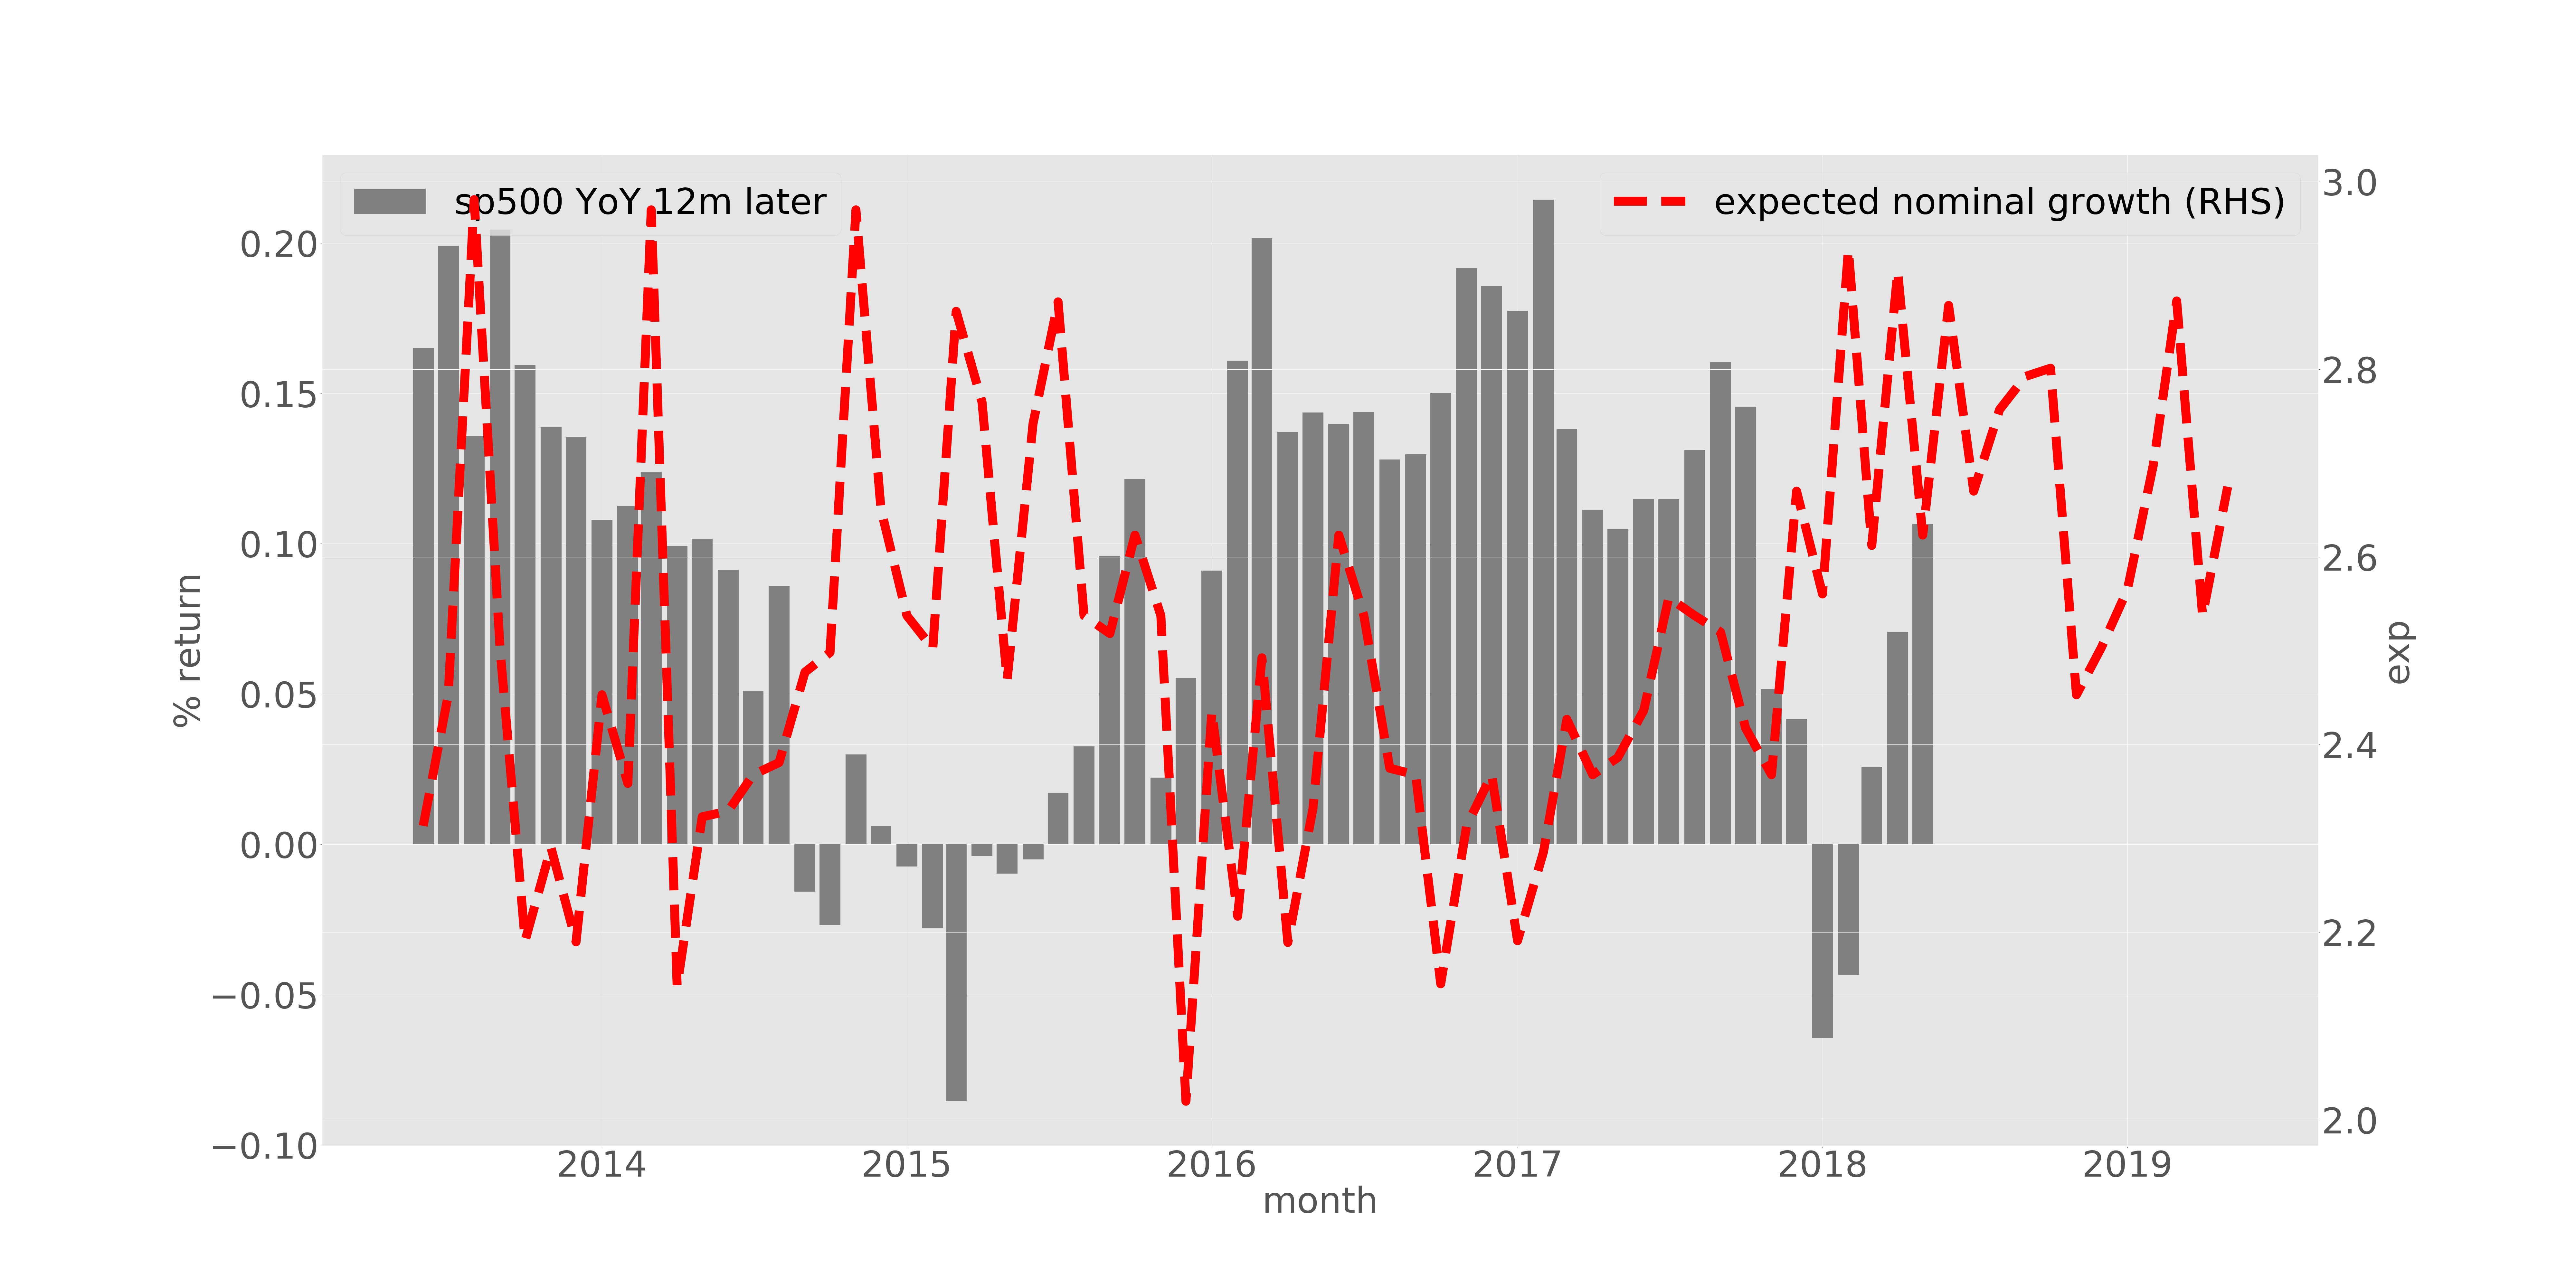 sp500 YoY 12m later
expected nominal growth (RHS)
0.20
0.15
0.10
0.05
0.00
−0.05
−0.10
% return
3.0
2.8
2.6
2.4
2.2
2.0
exp
2014 2015 2016 2017 2018 2019
month